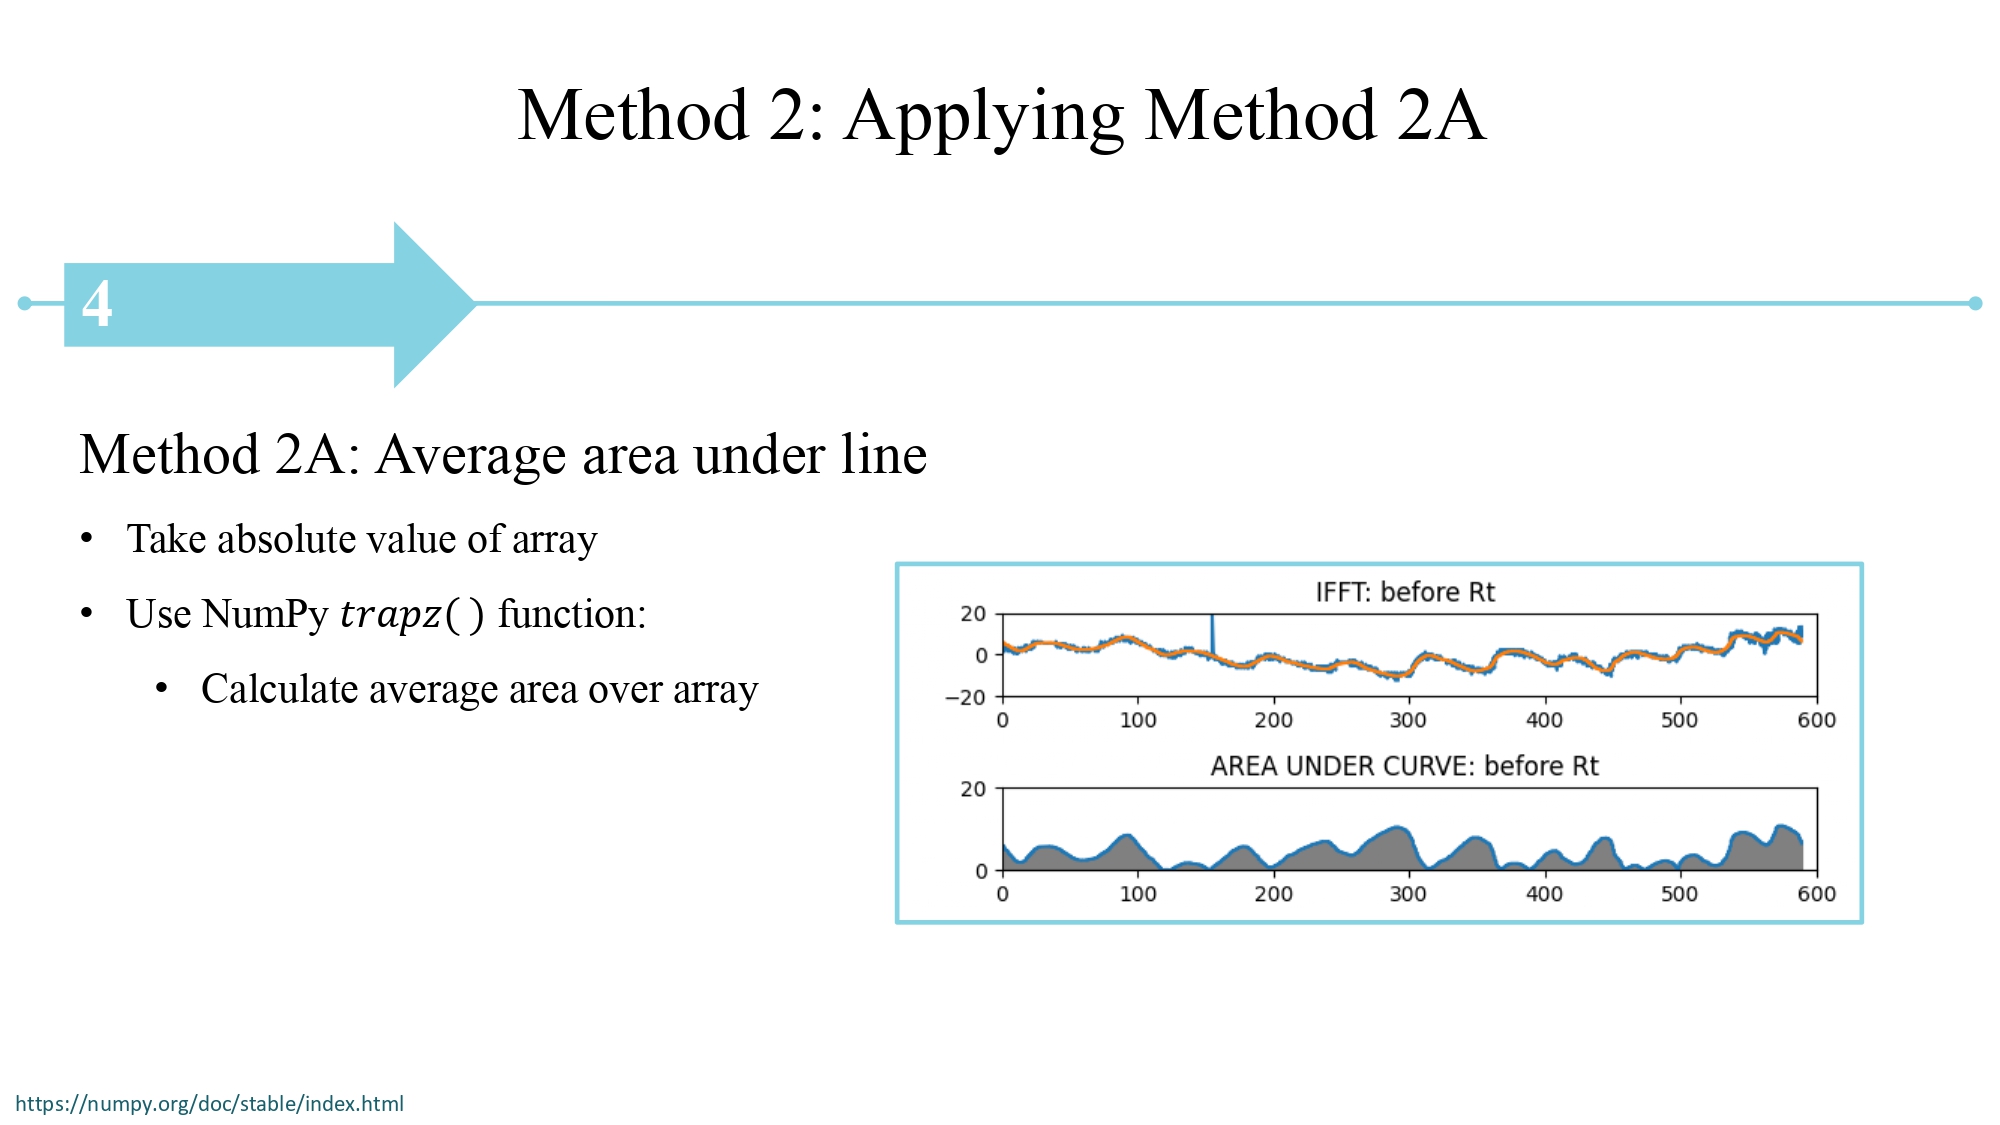 Method 2: Applying Method 2A
4
Method 2A: Average area under line
• Take absolute value of array
• Use NumPy trapz( ) function:
• Calculate average area over array
IFFT: before Rt
20
0
−20
0 100 200 300 400 500 600
AREA UNDER CURVE: before Rt
20
0
0 100 200 300 400 500 600
https://numpy.org/doc/stable/index.html